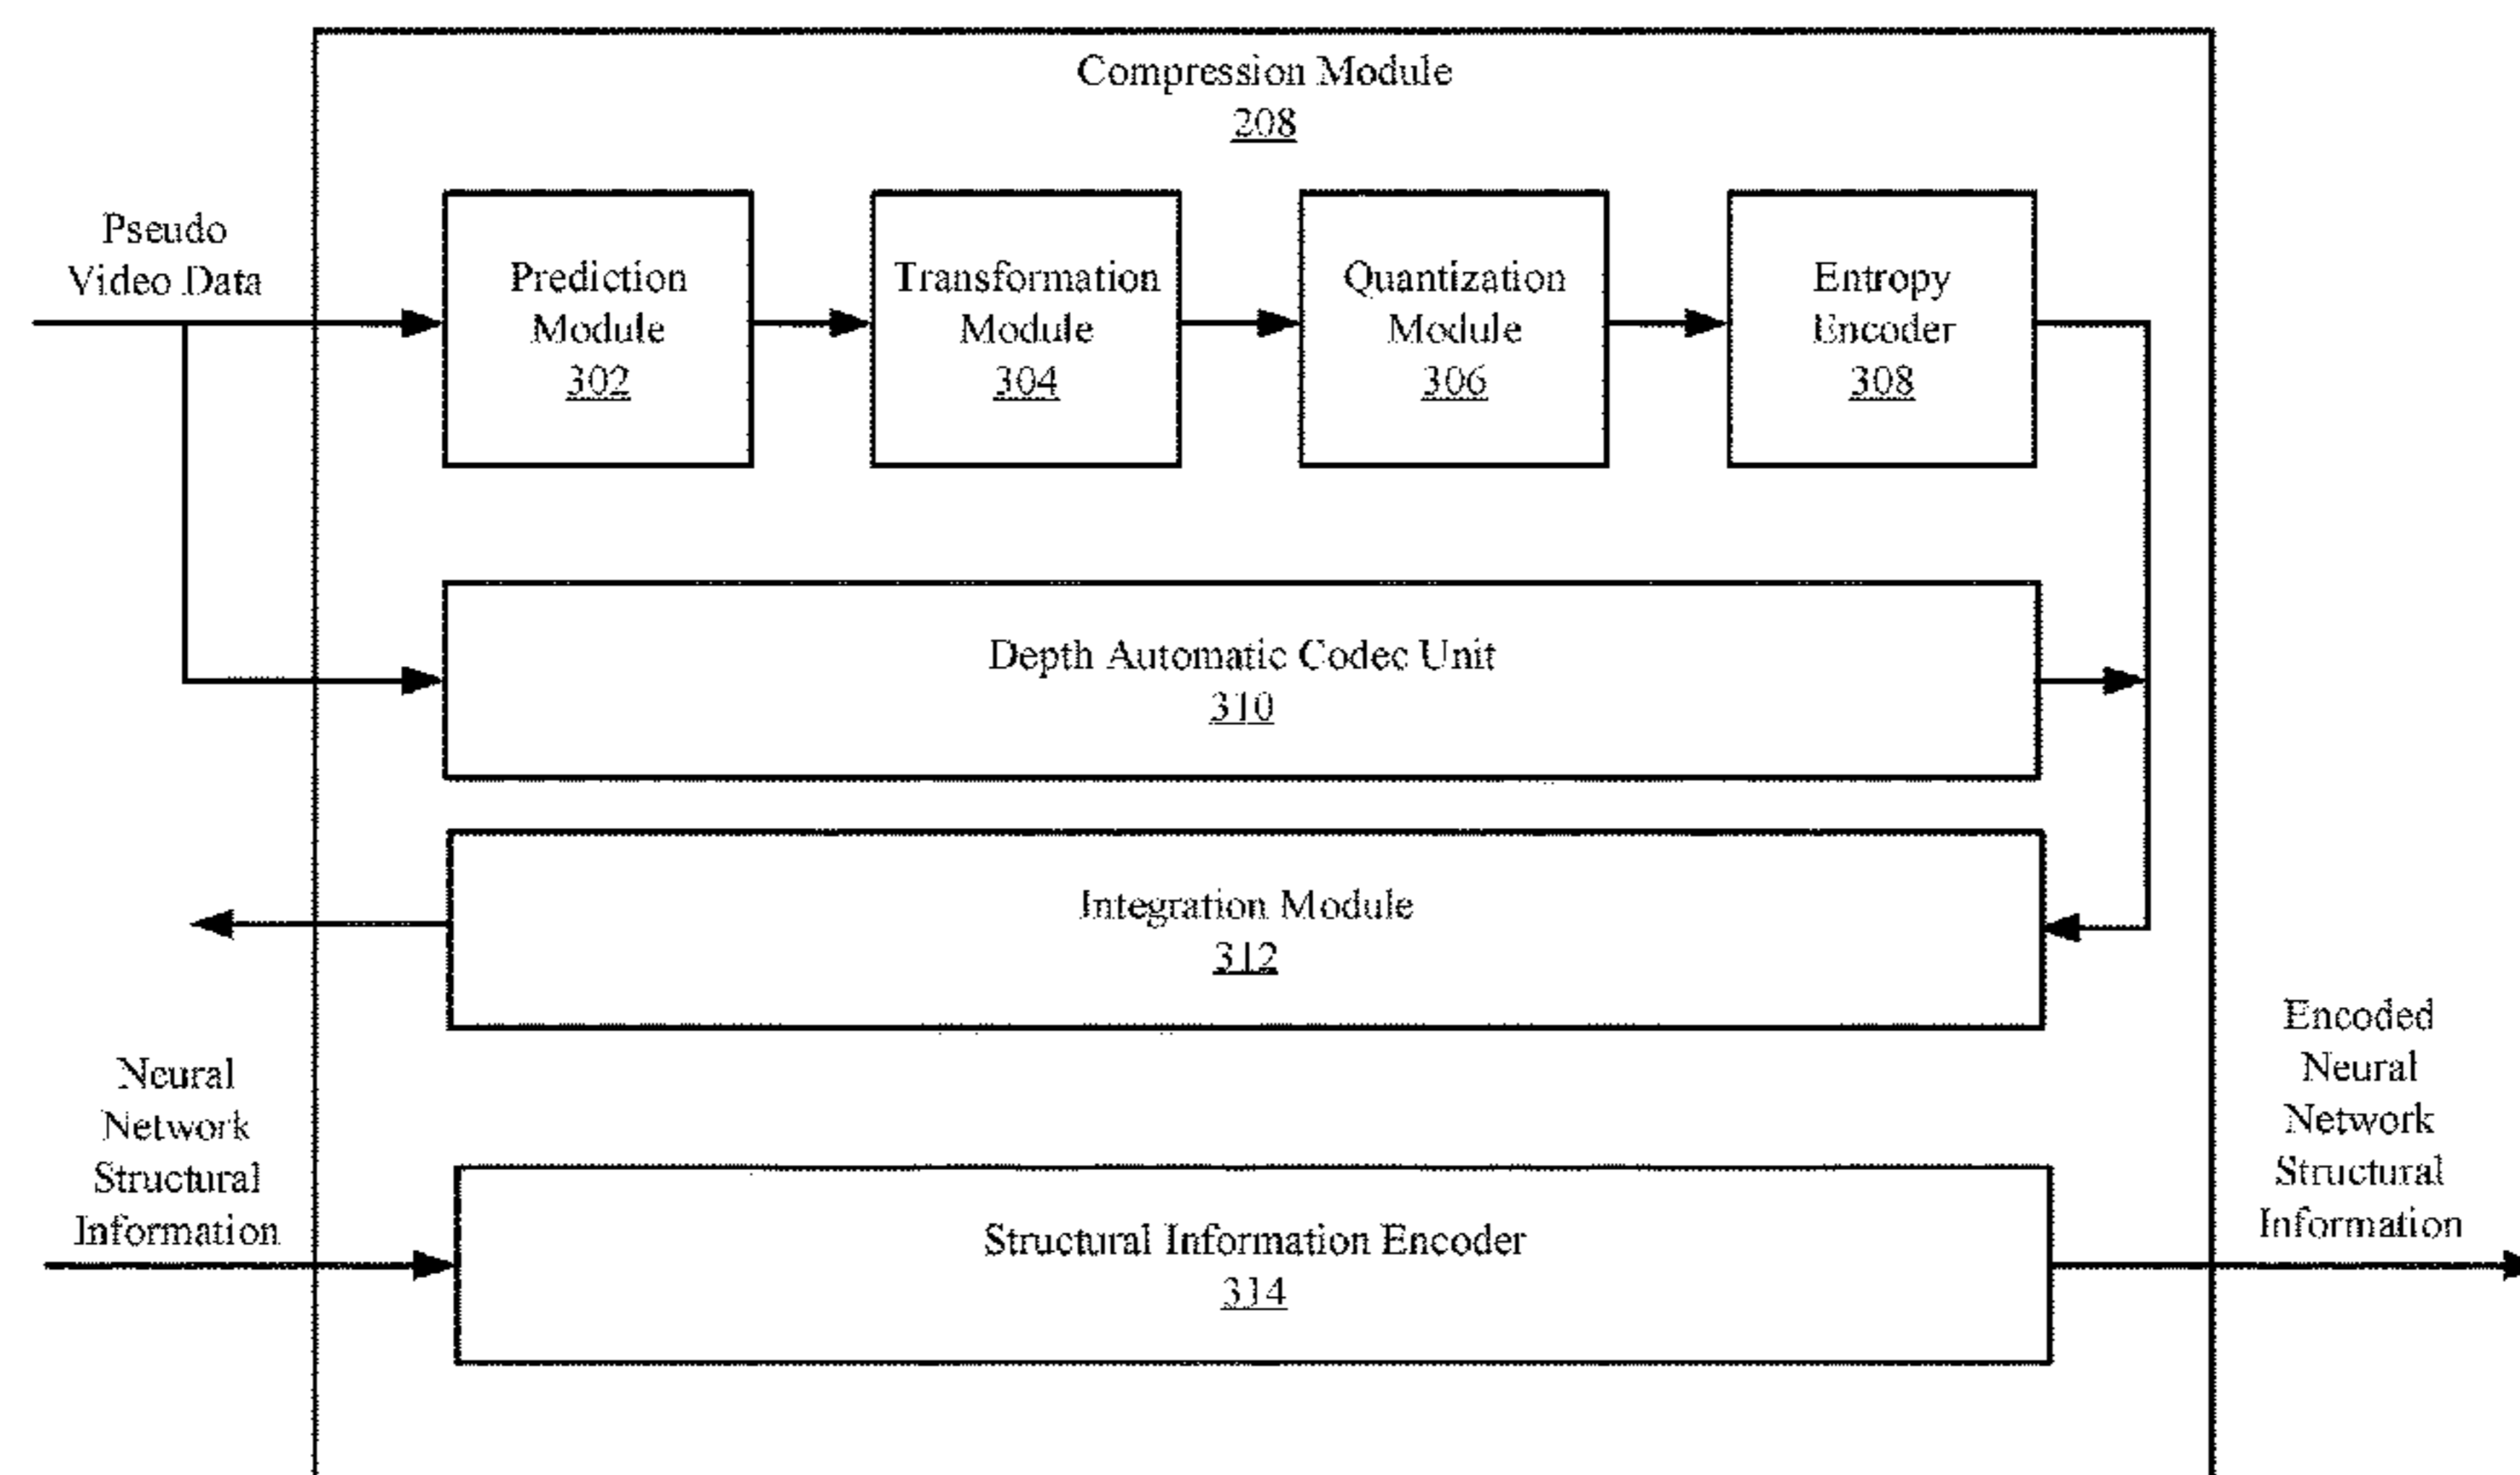 Compression Module
208
Pseudo
Video Data
Prediction
Module
302
Transformation
Module
304
Quantization
Module
306
Entropy
Encoder
308
Depth Automatic Codec Unit
310
Integration Module
312
Neural
Network
Structural
Information
Structural Information Encoder
314
Encoded
Neural
Network
Structural
Information